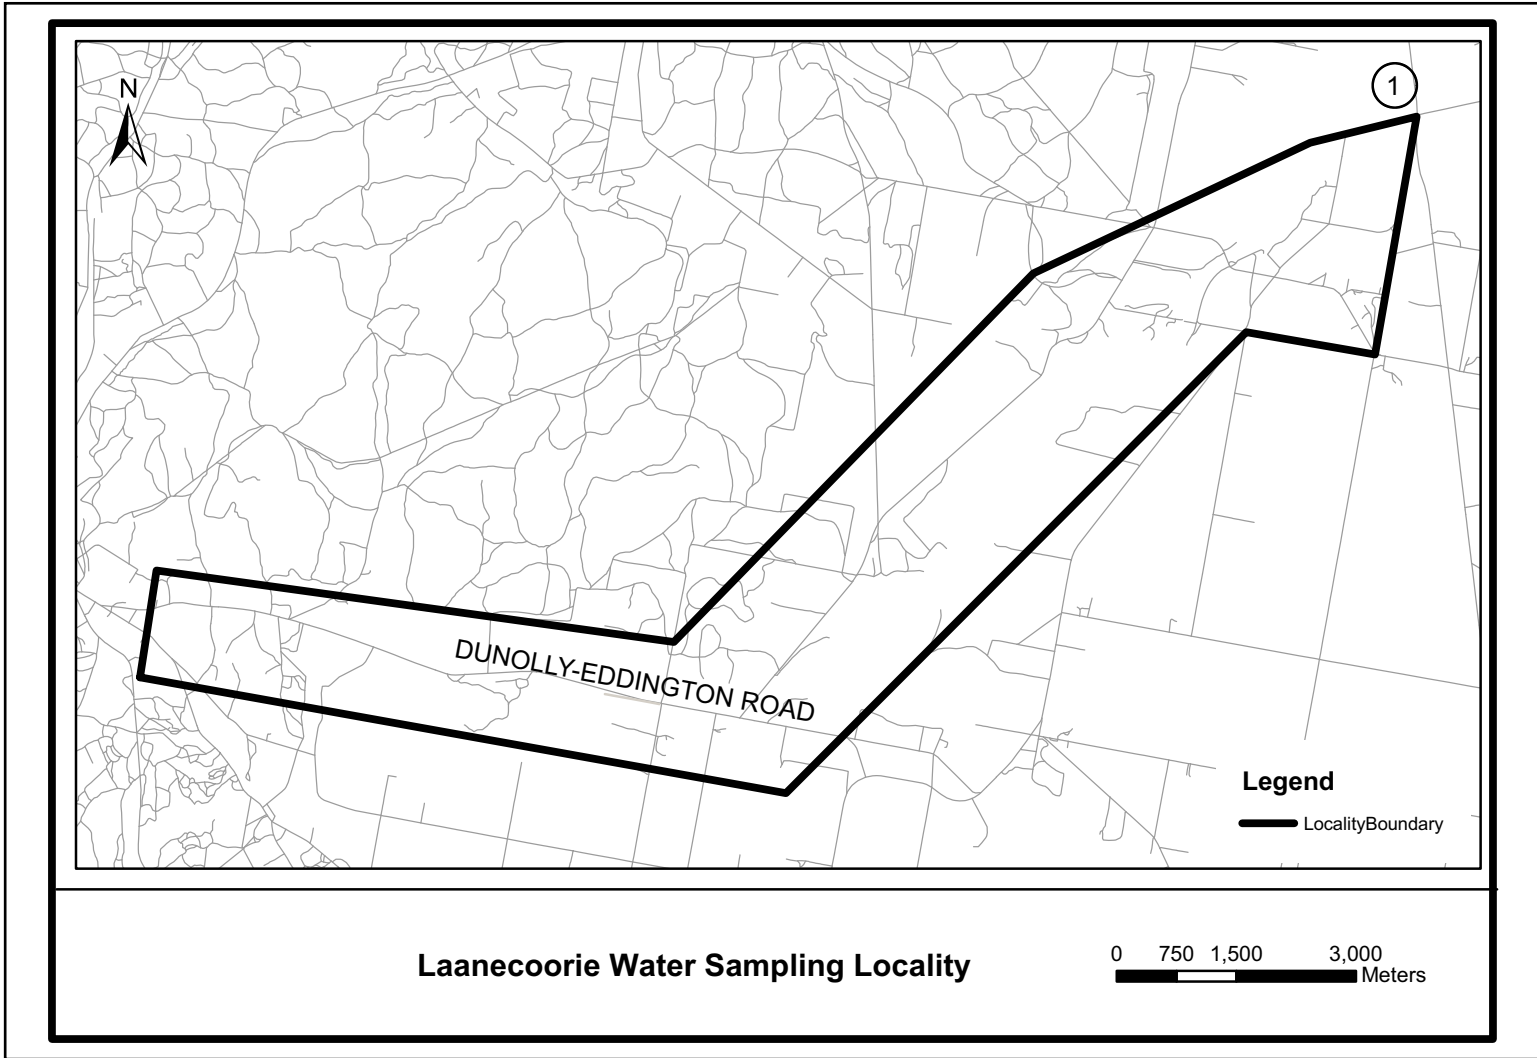 N
1
DUNOLLY-EDDINGTON ROAD
Legend
LocalityBoundary
Laanecoorie Water Sampling Locality
0 750 1,500 3,000
Meters